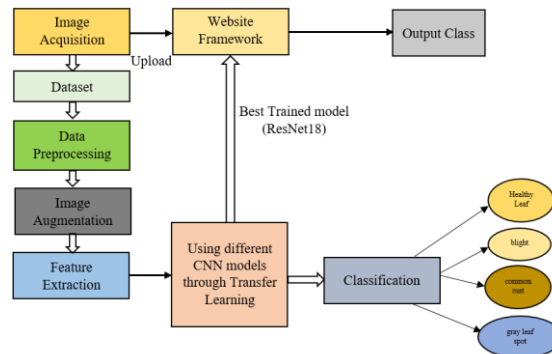 Image
Acquisition
Upload
Website
Framework
Output Class
Dataset
Data
Preprocessing
Image
Augmentation
Feature
Extraction
Best Trained model
(ResNet18)
Using different
CNN models
through Transfer
Learning
Classification
Healthy
Leaf
blight
common
rust
gray leaf
spot